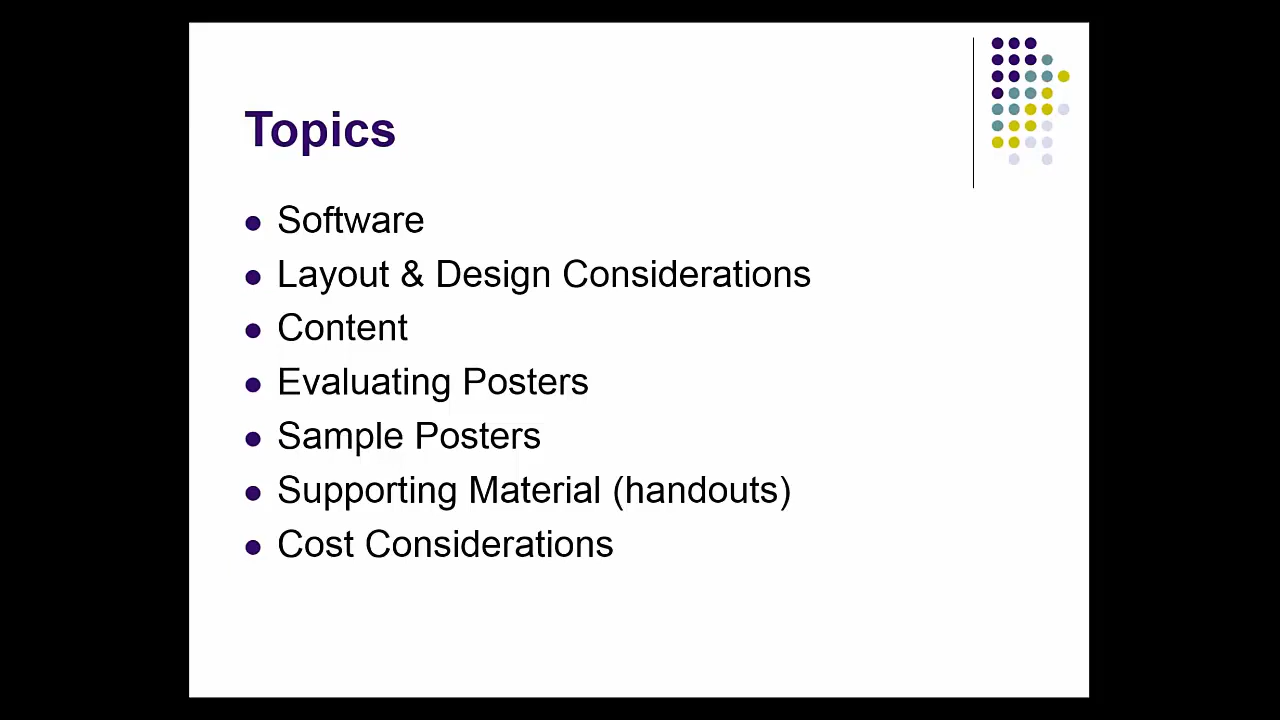 Topics
Software
Layout & Design Considerations
Content
Evaluating Posters
Sample Posters
Supporting Material (handouts)
Cost Considerations